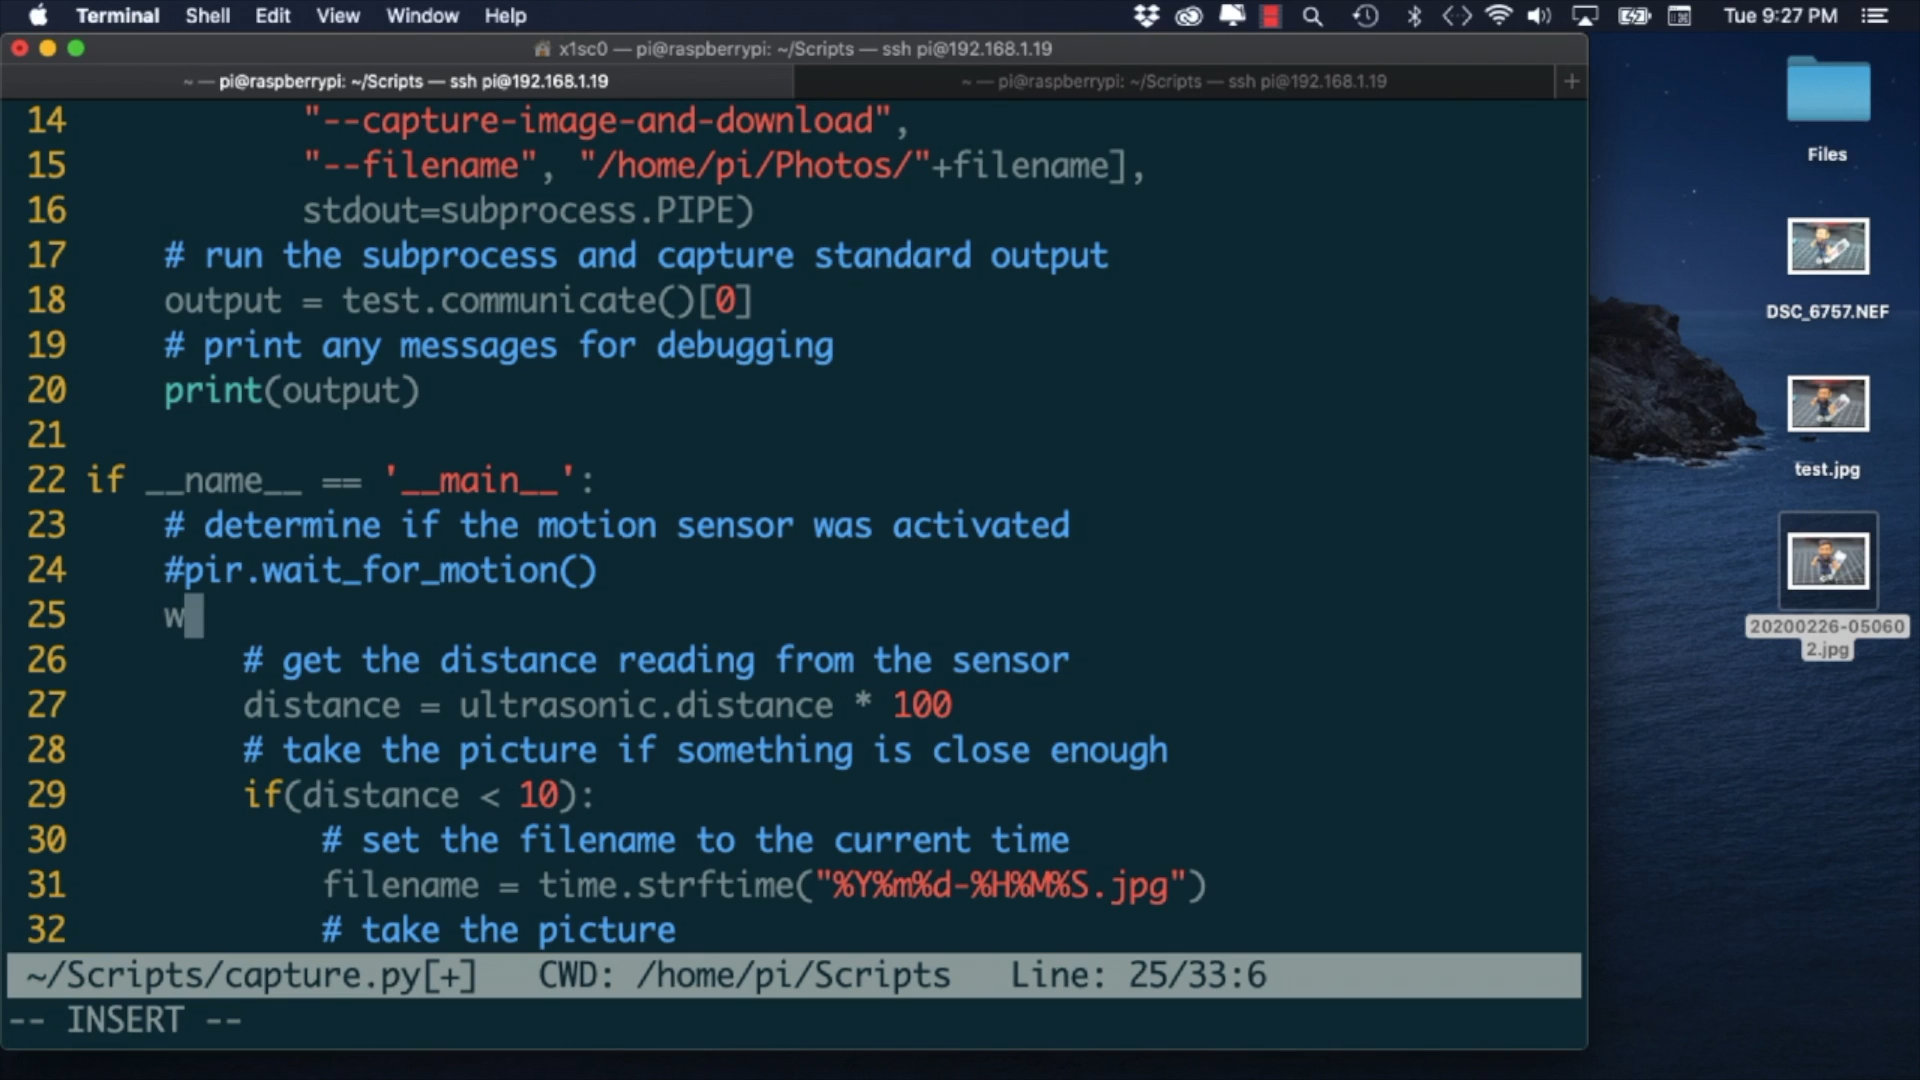 Terminal Shell Edit View Window Help Tue 9:27 PM
x1sc0 — pi@raspberrypi: ~/Scripts — ssh pi@192.168.1.19
~ — pi@raspberrypi: ~/Scripts — ssh pi@192.168.1.19 ~ — pi@raspberrypi: ~/Scripts — ssh pi@192.168.1.19 +
14 "--capture-image-and-download",
15 "--filename", "/home/pi/Photos/"+filename],
16 stdout=subprocess.PIPE)
17 # run the subprocess and capture standard output
18 output = test.communicate()[0]
19 # print any messages for debugging
20 print(output)
21
22 if __name__ == '__main__':
23 # determine if the motion sensor was activated
24 #pir.wait_for_motion()
25 w
26 # get the distance reading from the sensor
27 distance = ultrasonic.distance * 100
28 # take the picture if something is close enough
29 if(distance < 10):
30 # set the filename to the current time
31 filename = time.strftime("%Y%m%d-%H%M%S.jpg")
32 # take the picture
~/Scripts/capture.py[+] CWD: /home/pi/Scripts Line: 25/33:6
-- INSERT --
Files
DSC_6757.NEF
test.jpg
20200226-05060
2.jpg